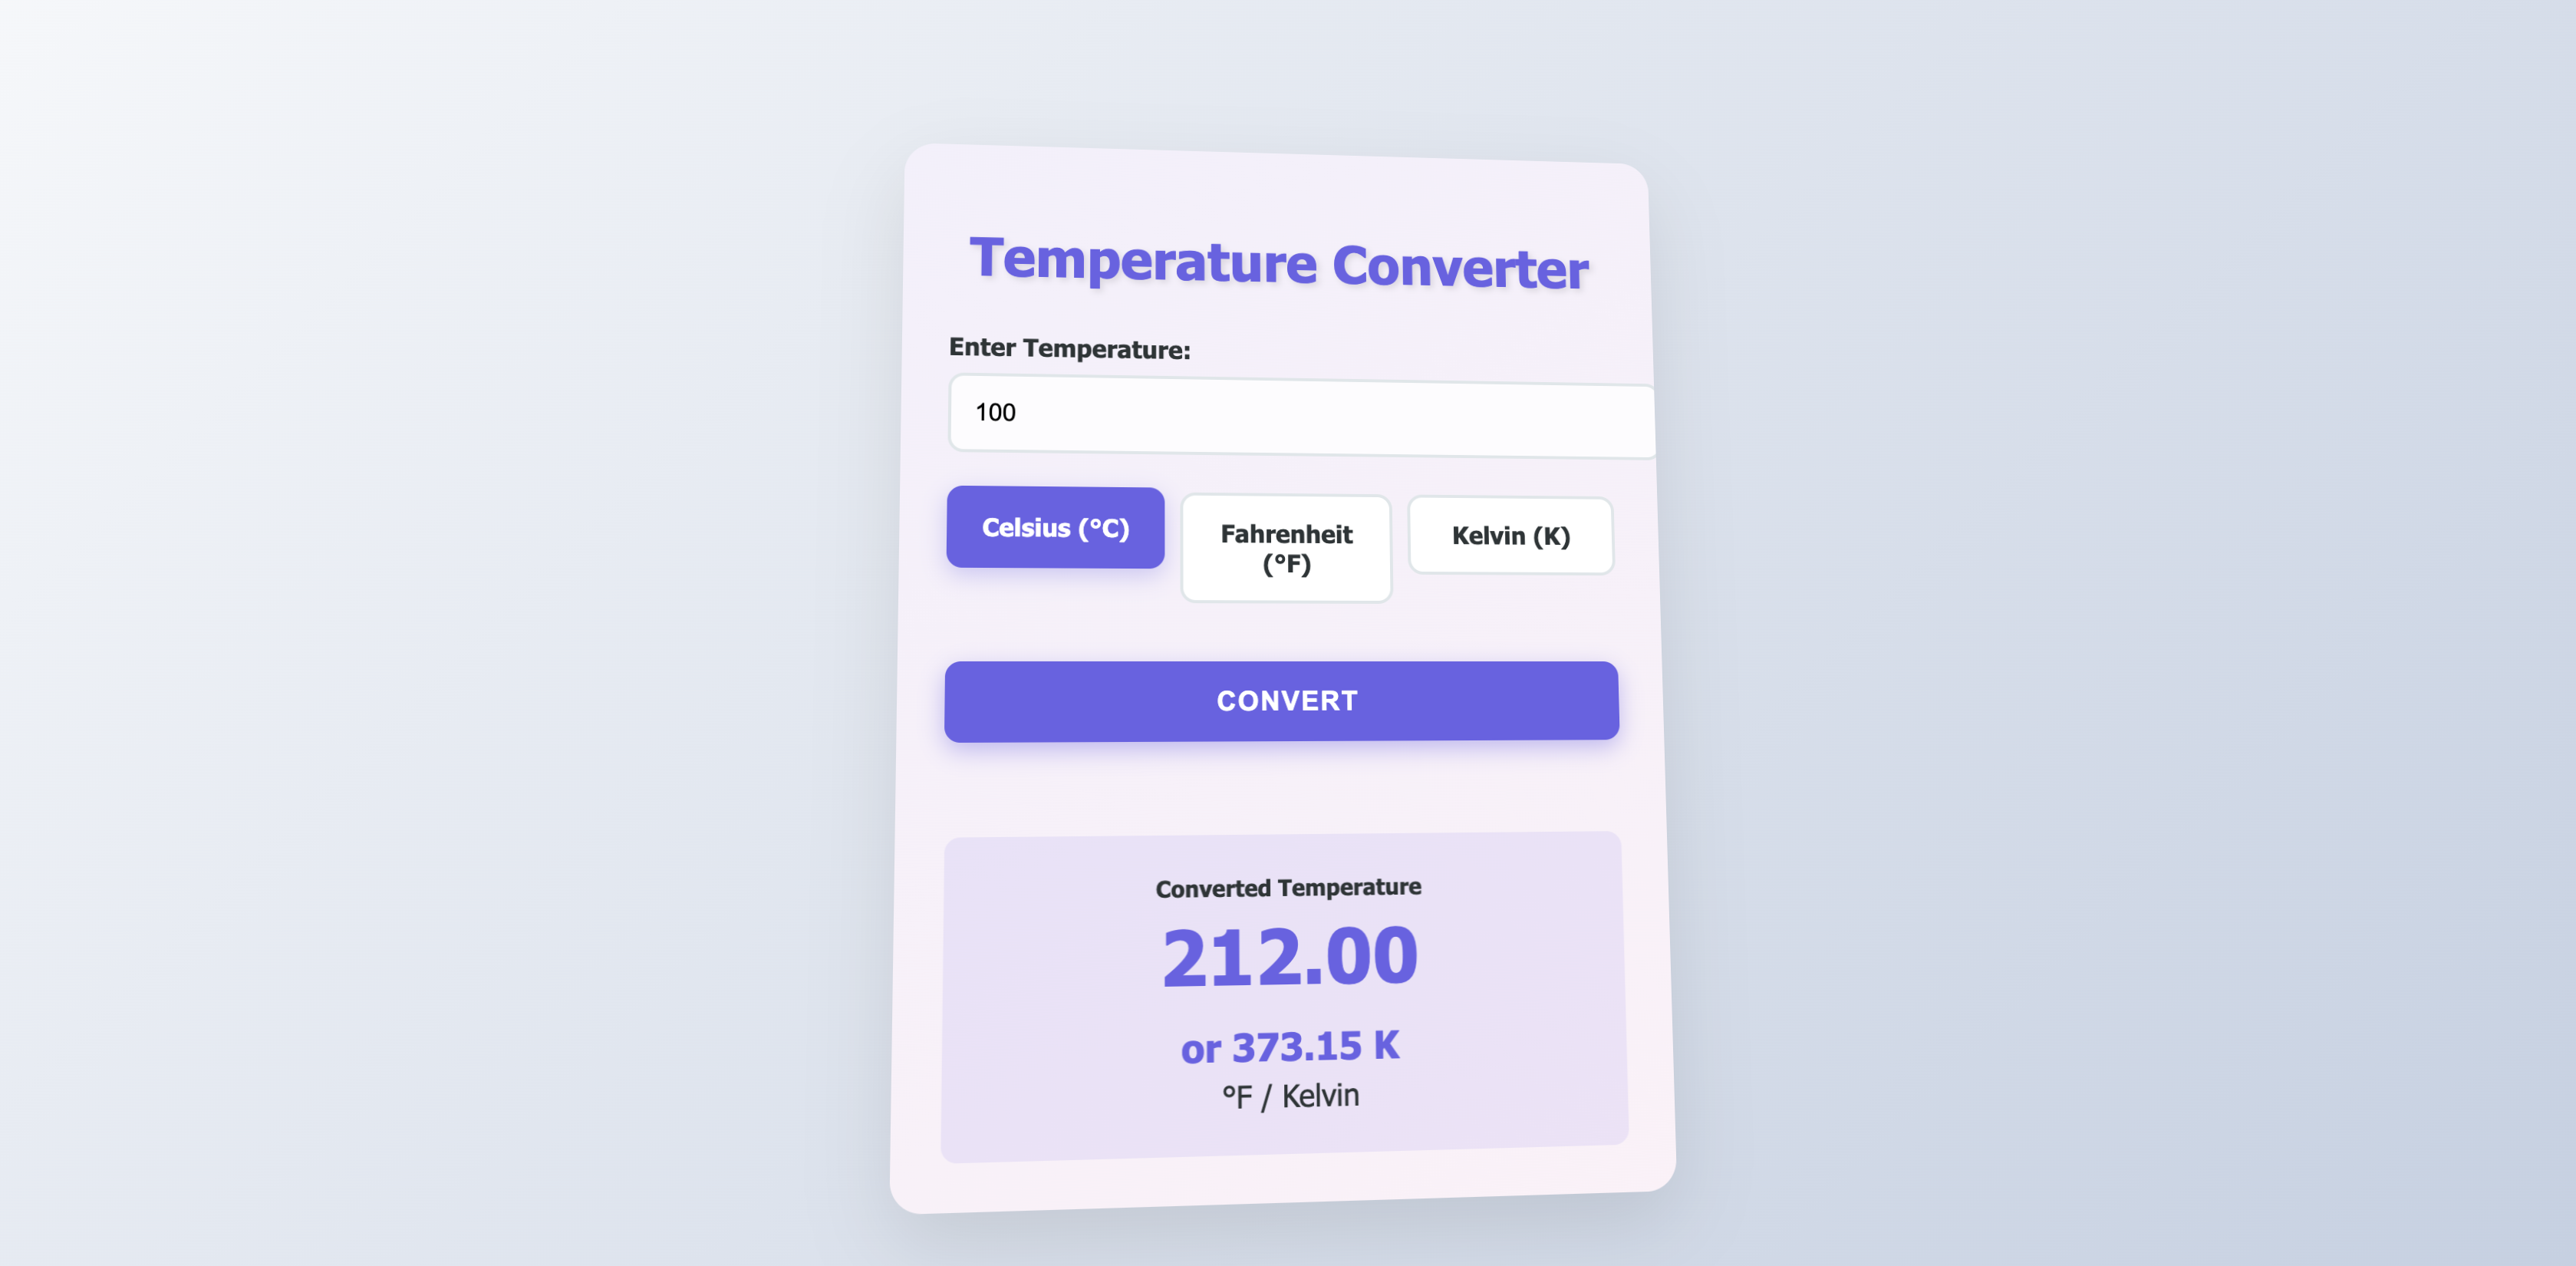 Temperature Converter
Enter Temperature:
100
Celsius (°C)
Fahrenheit
(°F)
Kelvin (K)
CONVERT
Converted Temperature
212.00
or 373.15 K
°F / Kelvin